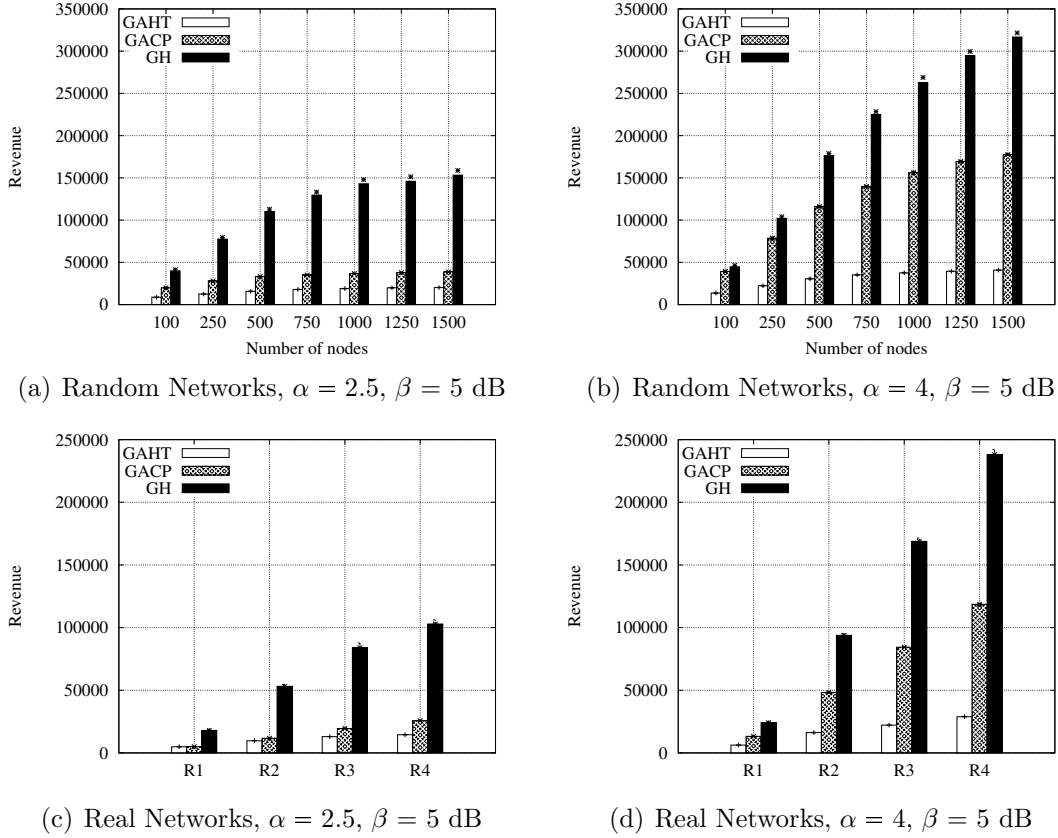 350000
300000
250000
200000
150000
100000
50000
0
Revenue
GAHT
GACP
GH
100 250 500 750 1000 1250 1500
Number of nodes
(a) Random Networks, α = 2.5, β = 5 dB
350000
300000
250000
200000
150000
100000
50000
0
Revenue
GAHT
GACP
GH
100 250 500 750 1000 1250 1500
Number of nodes
(b) Random Networks, α = 4, β = 5 dB
250000
200000
150000
100000
50000
0
Revenue
GAHT
GACP
GH
R1 R2 R3 R4
(c) Real Networks, α = 2.5, β = 5 dB
250000
200000
150000
100000
50000
0
Revenue
GAHT
GACP
GH
R1 R2 R3 R4
(d) Real Networks, α = 4, β = 5 dB